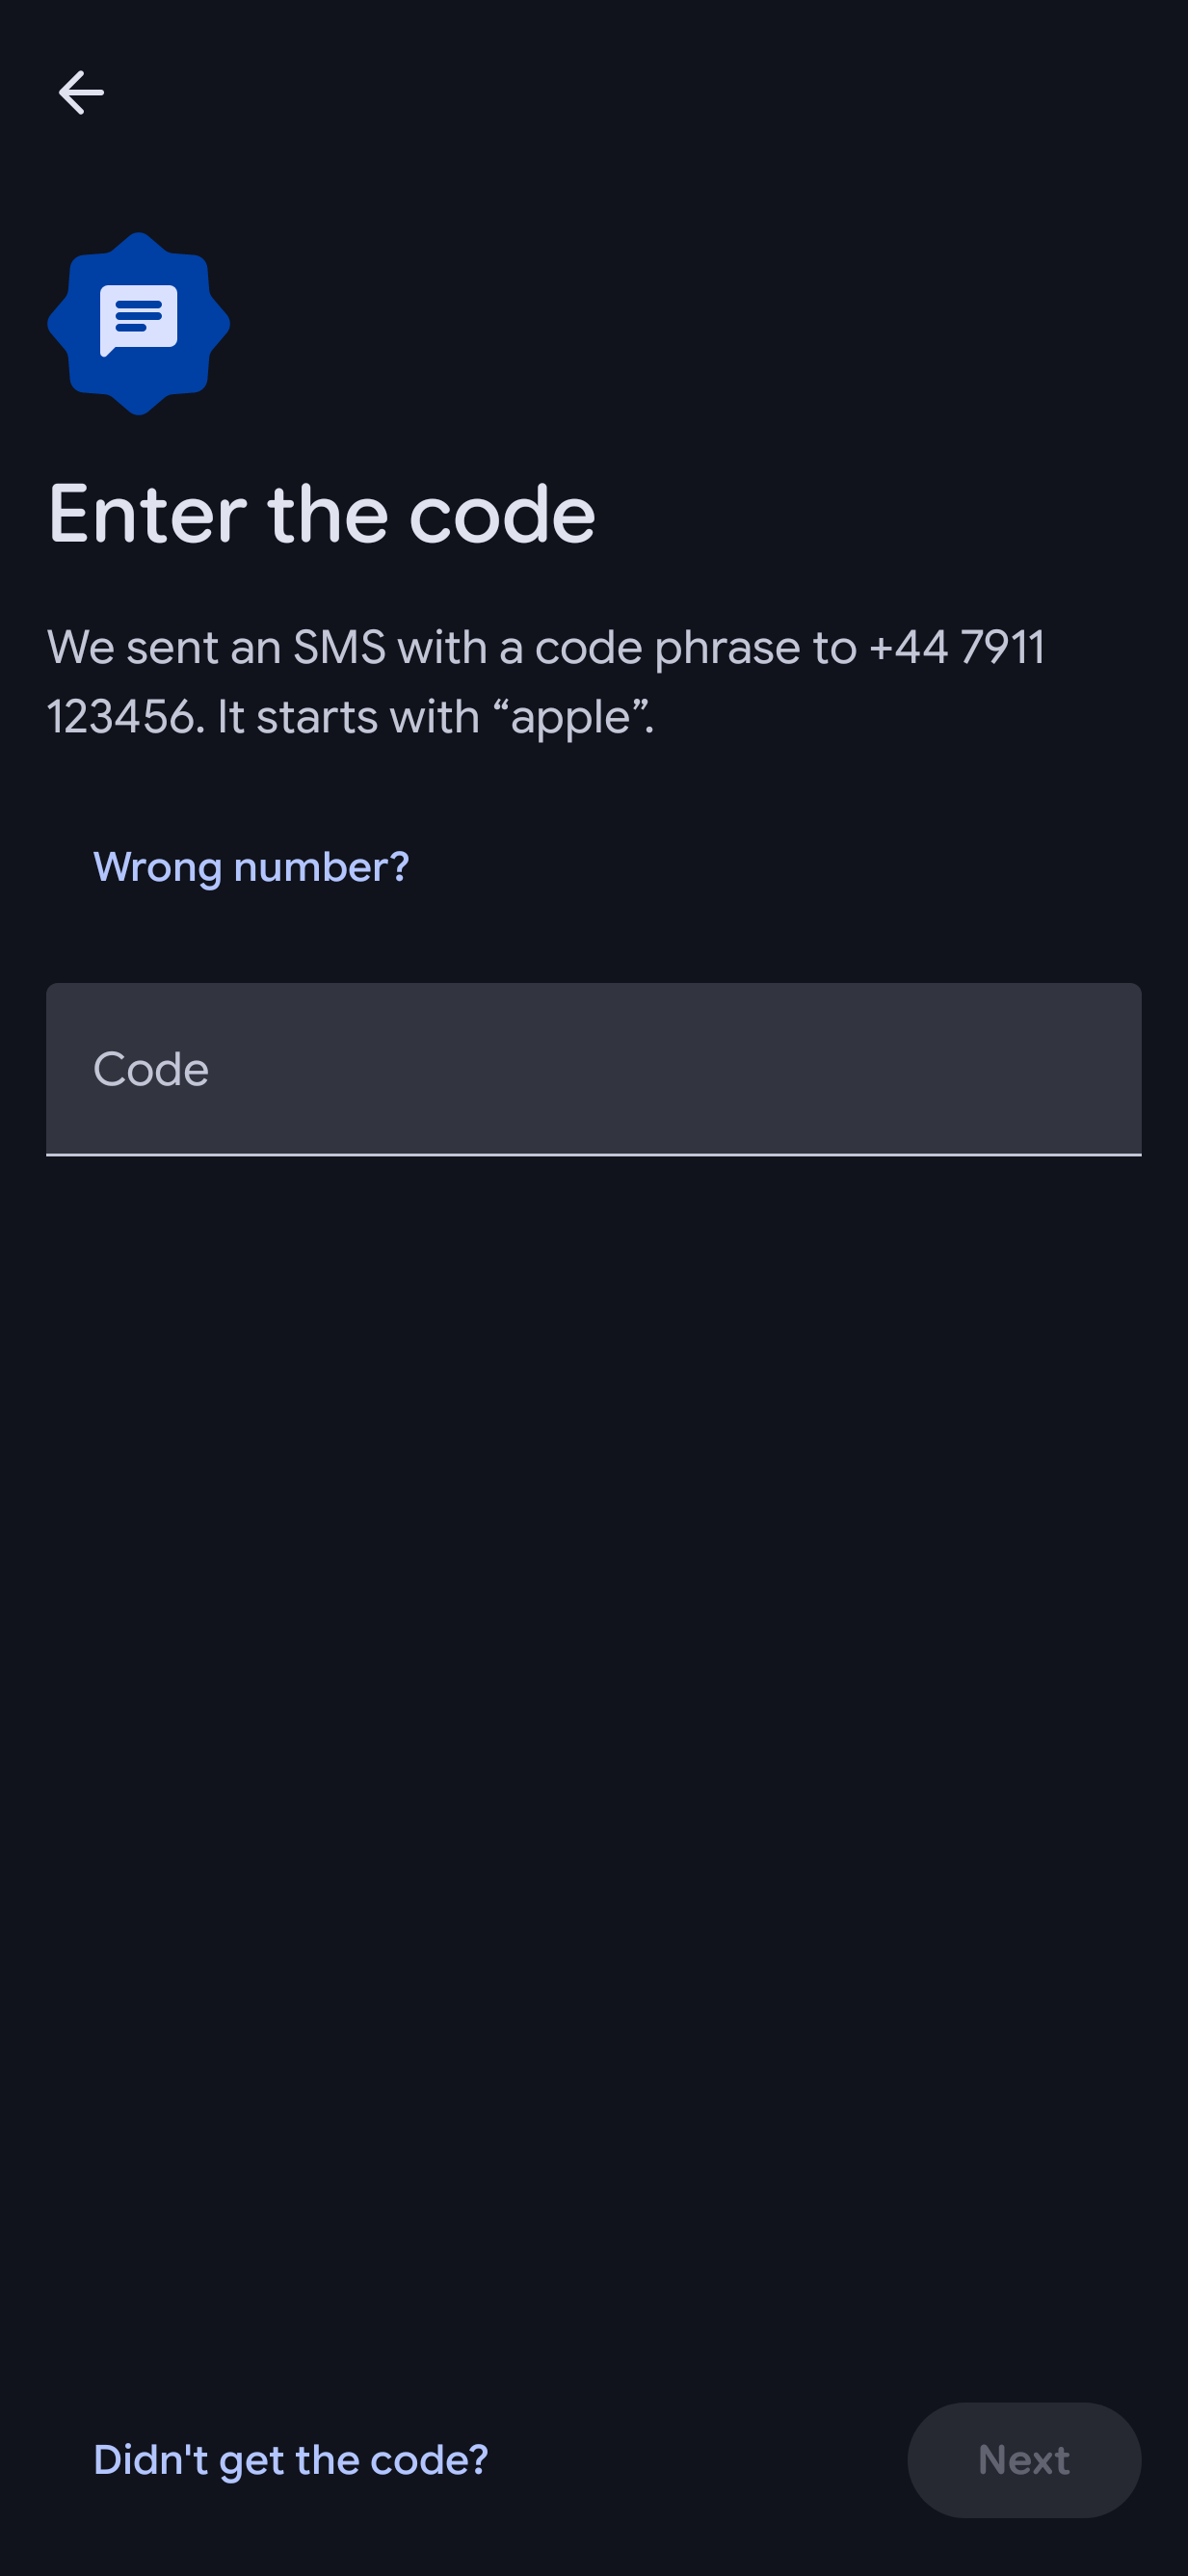 Enter the code
We sent an SMS with a code phrase to +44 7911
123456. It starts with “apple”.
Wrong number?
Code
Didn't get the code?
Next